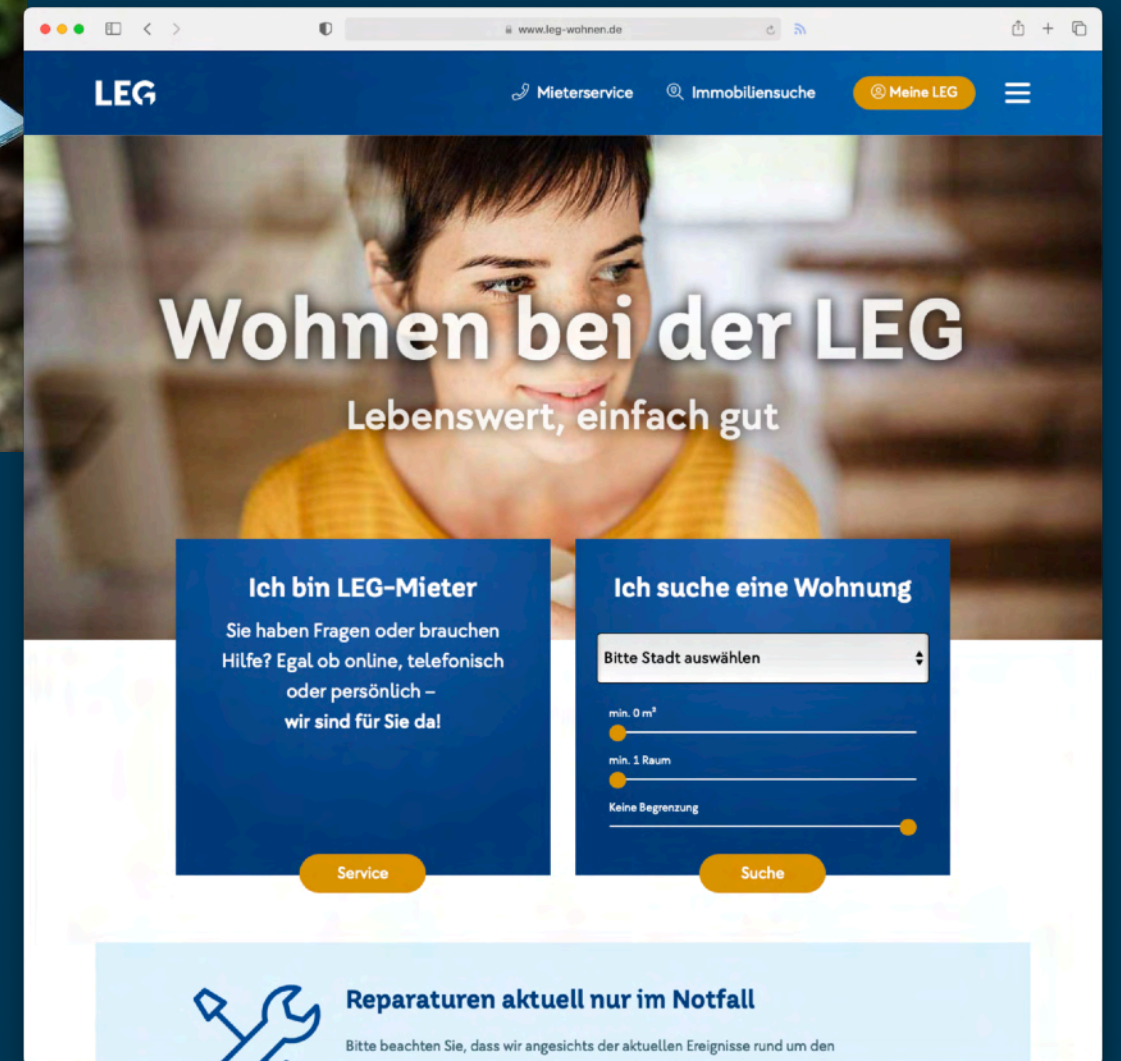 www.leg-wohnen.de
LEG
Mieterservice
Immobiliensuche
Meine LEG
Wohnen bei der LEG
Lebenswert, einfach gut
Ich bin LEG-Mieter
Sie haben Fragen oder brauchen
Hilfe? Egal ob online, telefonisch
oder persönlich –
wir sind für Sie da!
Service
Ich suche eine Wohnung
Bitte Stadt auswählen
min. 0 m²
min. 1 Raum
Keine Begrenzung
Suche
Reparaturen aktuell nur im Notfall
Bitte beachten Sie, dass wir angesichts der aktuellen Ereignisse rund um den